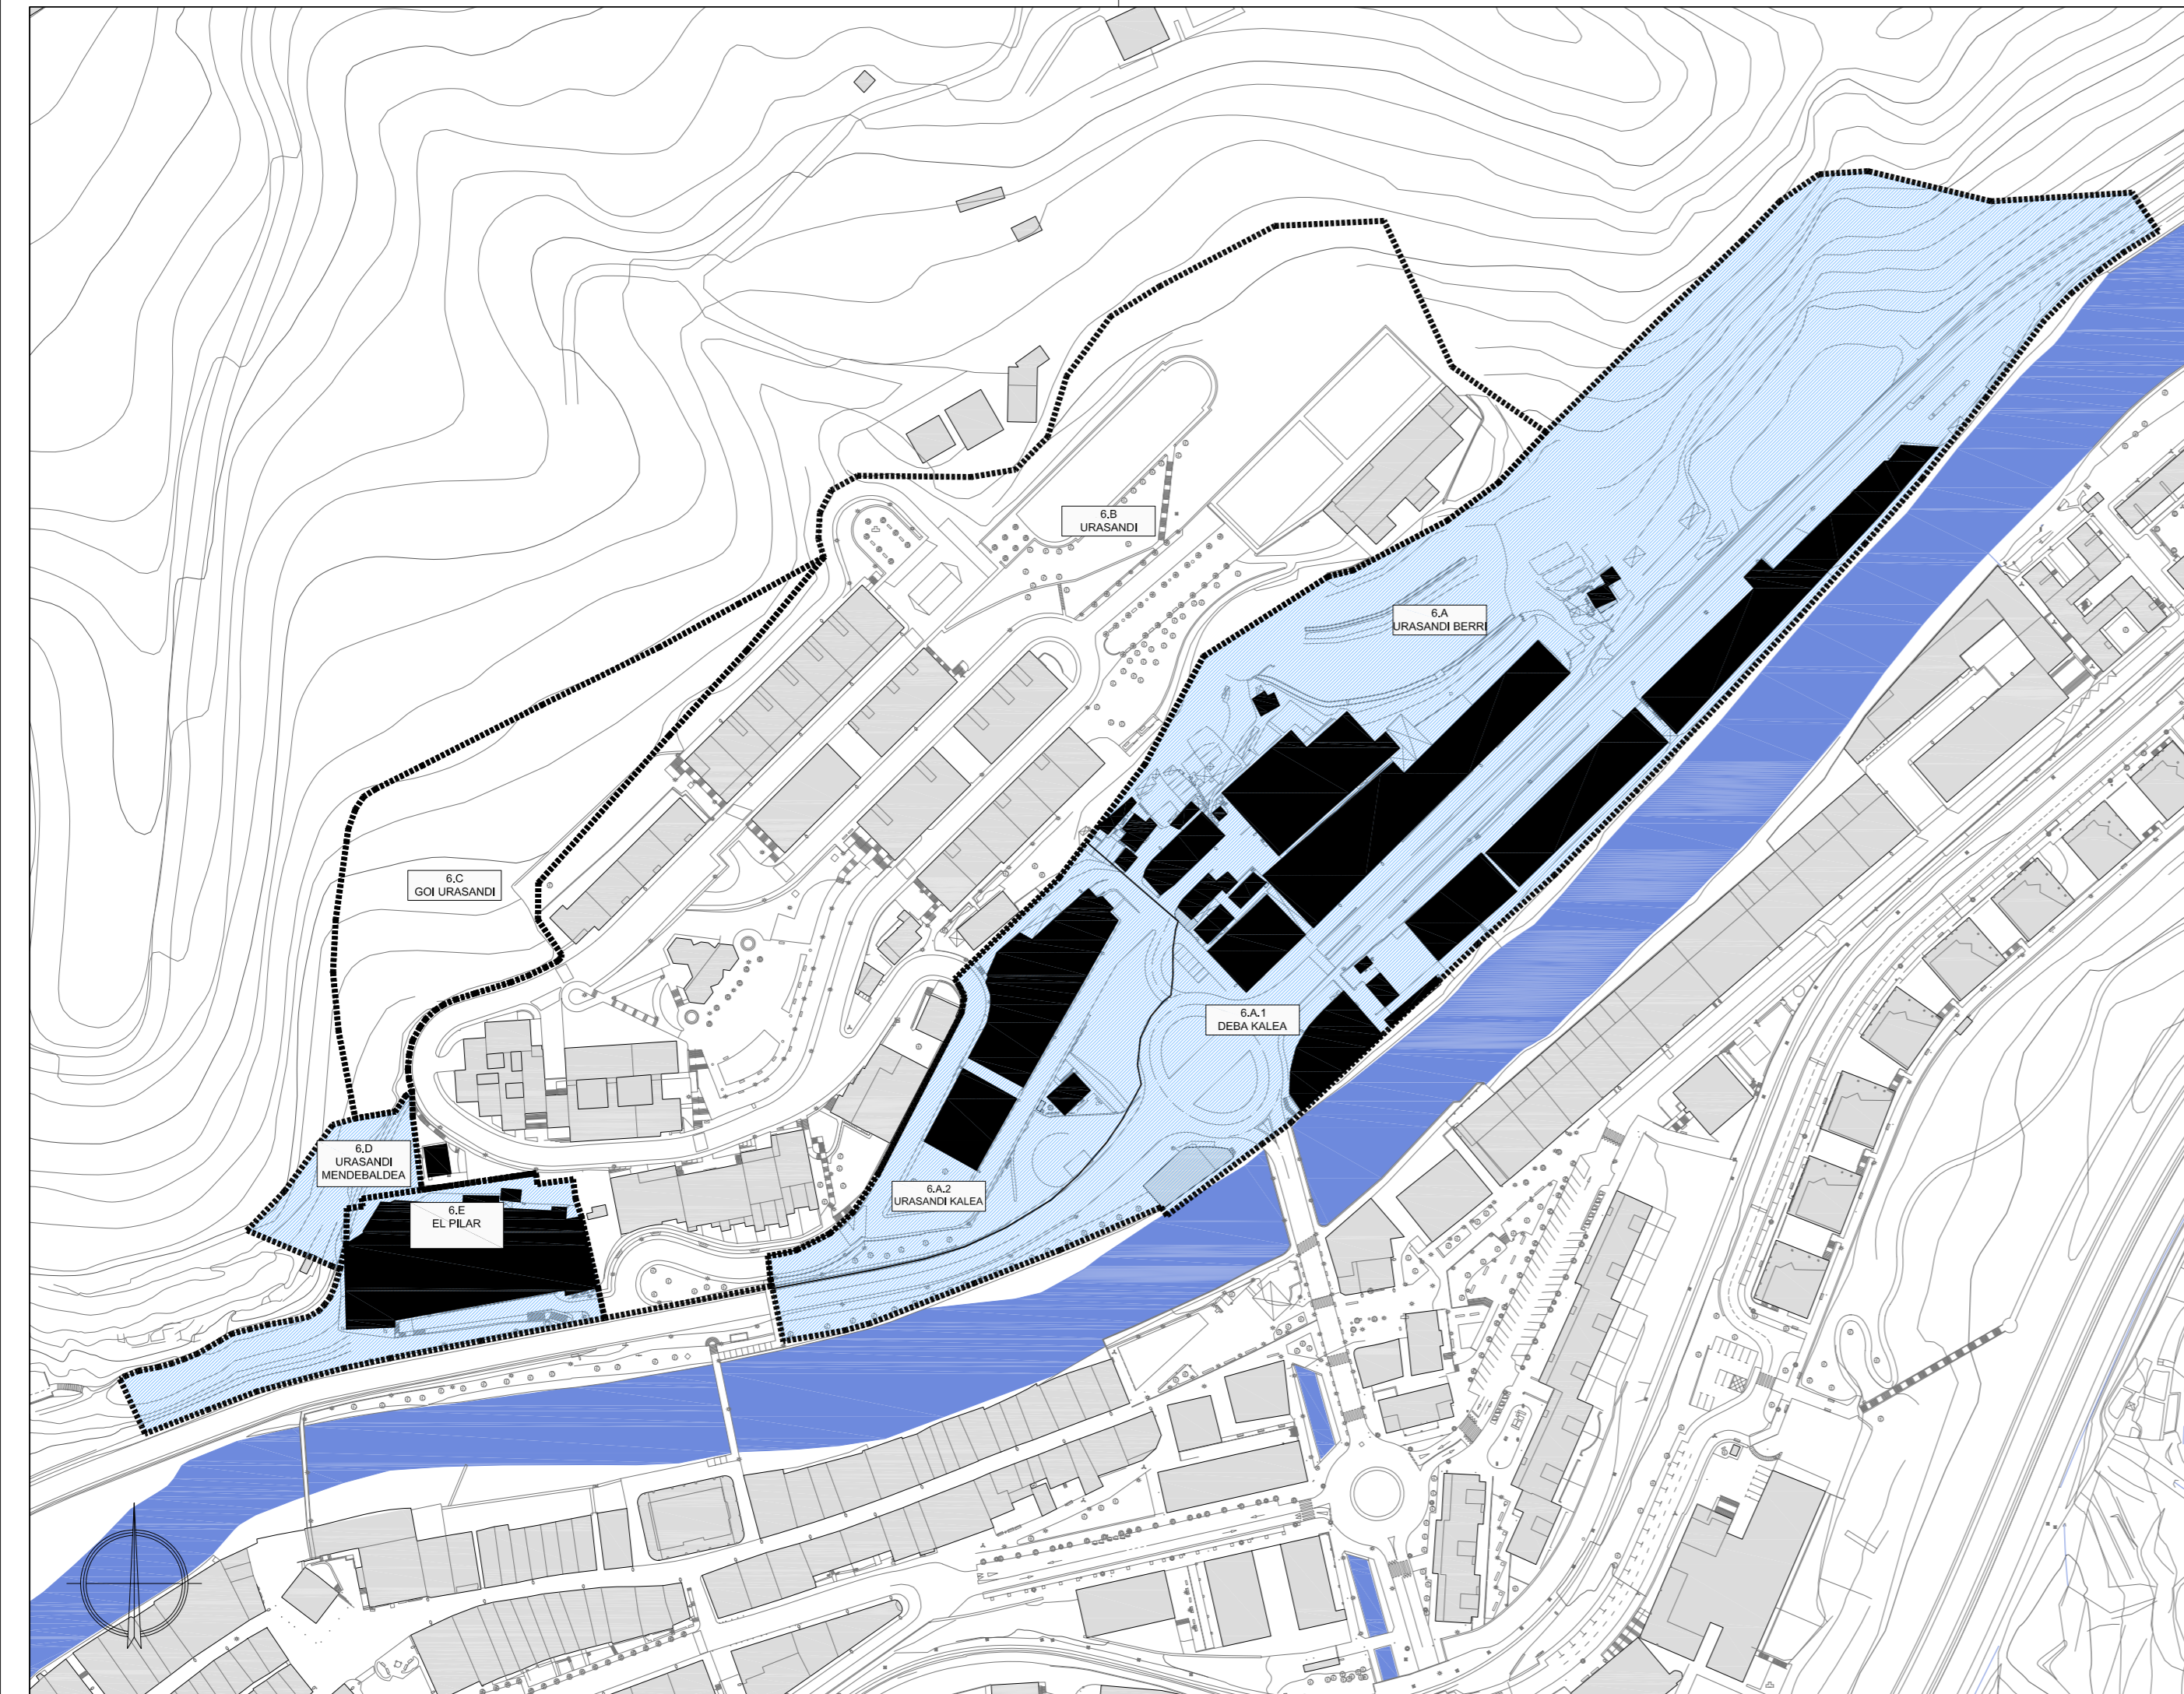 6.B
URASANDI
6.A
URASANDI BERRI
6.C
GOI URASANDI
6.A.1
DEBA KALEA
6.D
URASANDI
MENDEBALDEA
6.A.2
URASANDI KALEA
6.E
EL PILAR